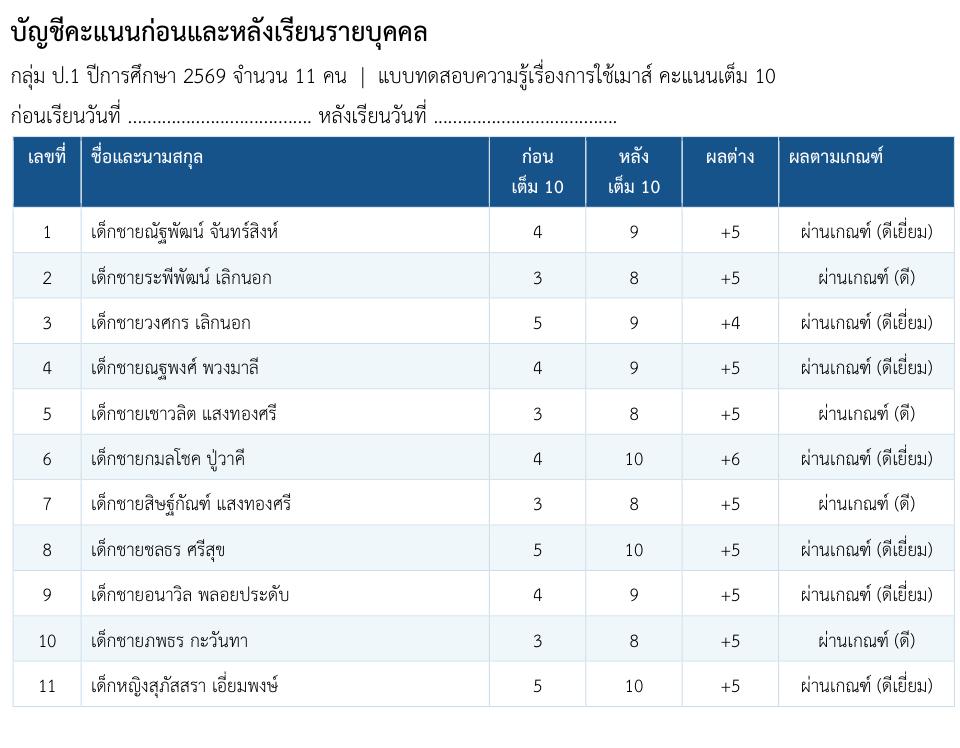 บัญชีคะแนนก่อนและหลังเรียนรายบุคคล
กลุ่ม ป.1 ปีการศึกษา 2569 จำนวน 11 คน | แบบทดสอบความรู้เรื่องการใช้เมาส์ คะแนนเต็ม 10
ก่อนเรียนวันที่ ...................................... หลังเรียนวันที่ ......................................
เลขที่ ชื่อและนามสกุล ก่อน เต็ม 10 หลัง เต็ม 10 ผลต่าง ผลตามเกณฑ์
1 เด็กชายณัฐพัฒน์ จันทร์สิงห์ 4 9 +5 ผ่านเกณฑ์ (ดีเยี่ยม)
2 เด็กชายระพีพัฒน์ เลิกนอก 3 8 +5 ผ่านเกณฑ์ (ดี)
3 เด็กชายวงศกร เลิกนอก 5 9 +4 ผ่านเกณฑ์ (ดีเยี่ยม)
4 เด็กชายณฐพงศ์ พวงมาลี 4 9 +5 ผ่านเกณฑ์ (ดีเยี่ยม)
5 เด็กชายเชาวลิต แสงทองศรี 3 8 +5 ผ่านเกณฑ์ (ดี)
6 เด็กชายกมลโชค ปู่วาคี 4 10 +6 ผ่านเกณฑ์ (ดีเยี่ยม)
7 เด็กชายสิษฐ์กัณฑ์ แสงทองศรี 3 8 +5 ผ่านเกณฑ์ (ดี)
8 เด็กชายชลธร ศรีสุข 5 10 +5 ผ่านเกณฑ์ (ดีเยี่ยม)
9 เด็กชายอนาวิล พลอยประดับ 4 9 +5 ผ่านเกณฑ์ (ดีเยี่ยม)
10 เด็กชายภพธร กะวันทา 3 8 +5 ผ่านเกณฑ์ (ดี)
11 เด็กหญิงสุภัสสรา เอี่ยมพงษ์ 5 10 +5 ผ่านเกณฑ์ (ดีเยี่ยม)